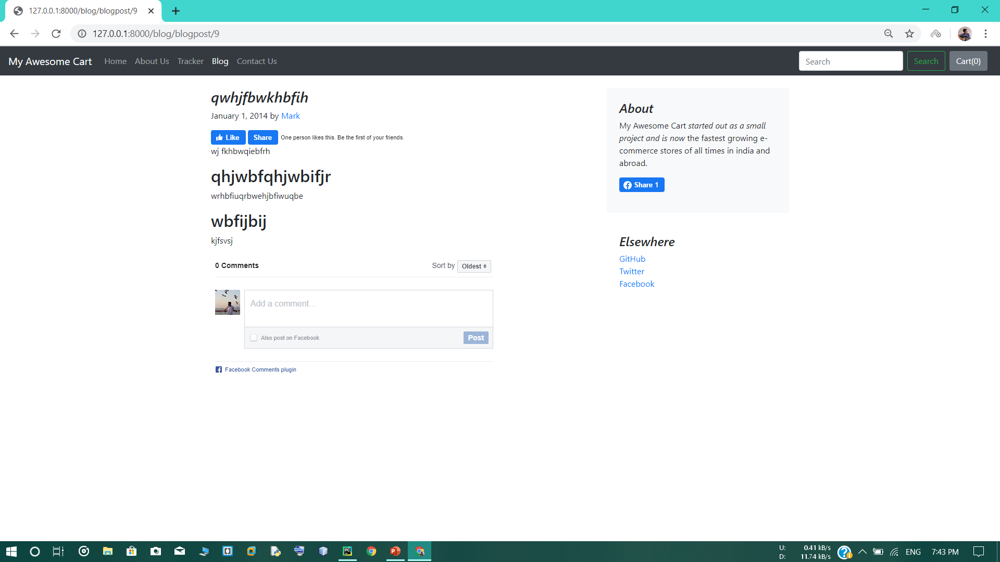 127.0.0.1:8000/blog/blogpost/9
127.0.0.1:8000/blog/blogpost/9
My Awesome Cart Home About Us Tracker Blog Contact Us Search Search Cart(0)
qwhjfbwkhbfih
January 1, 2014 by Mark
Like Share One person likes this. Be the first of your friends.
wj fkhbwqiebfrh
qhjwbfqhjwbifjr
wrhbfiuqrbwehjbfiwuqbe
wbfijbij
kjfsvsj
0 Comments Sort by Oldest
Add a comment...
Also post on Facebook Post
Facebook Comments plugin
About
My Awesome Cart started out as a small
project and is now the fastest growing e-
commerce stores of all times in india and
abroad.
Share 1
Elsewhere
GitHub
Twitter
Facebook
U: 0.41 kB/s
D: 11.74 kB/s
ENG 7:43 PM